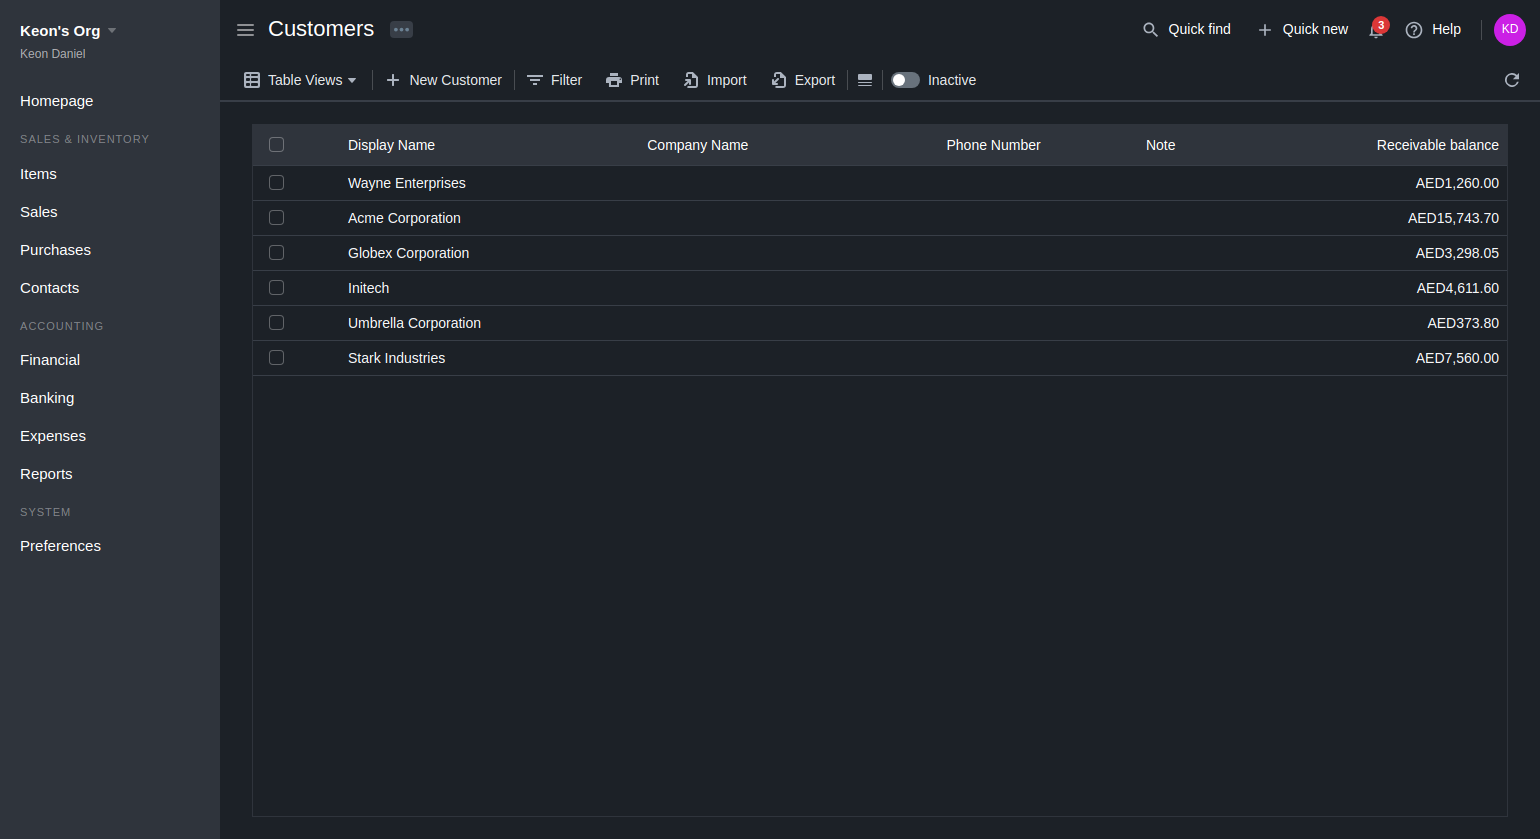 Keon's Org
Keon Daniel
Homepage
SALES & INVENTORY
Items
Sales
Purchases
Contacts
ACCOUNTING
Financial
Banking
Expenses
Reports
SYSTEM
Preferences
Customers
Quick find
Quick new
3
Help
KD
Table Views
New Customer
Filter
Print
Import
Export
Inactive
Display Name Company Name Phone Number Note Receivable balance
Wayne Enterprises AED1,260.00
Acme Corporation AED15,743.70
Globex Corporation AED3,298.05
Initech AED4,611.60
Umbrella Corporation AED373.80
Stark Industries AED7,560.00